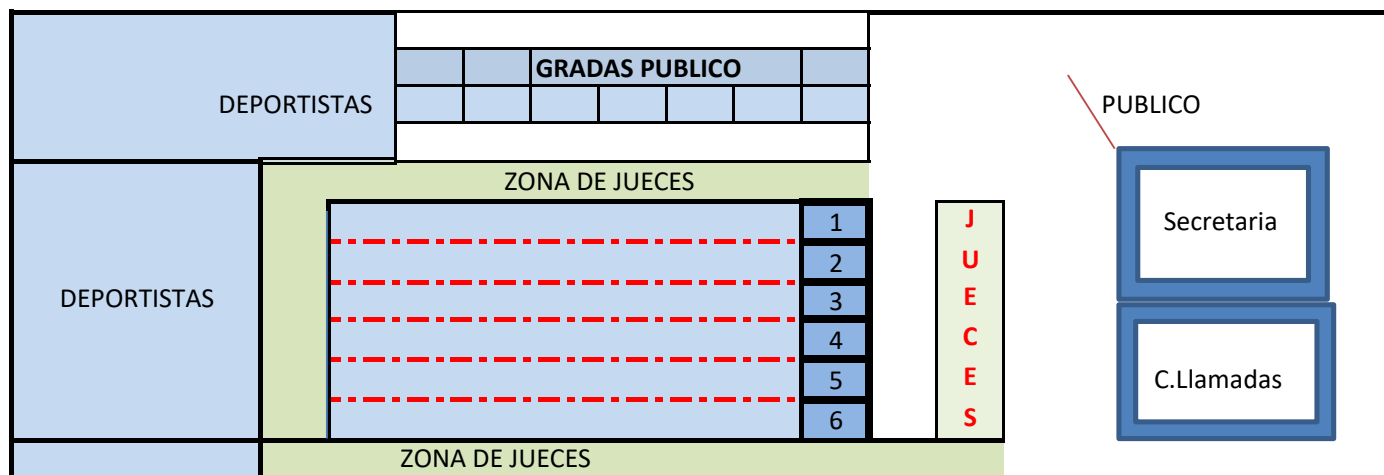 GRADAS PUBLICO
DEPORTISTAS
PUBLICO
ZONA DE JUECES
DEPORTISTAS
1
2
3
4
5
6
J
U
E
C
E
S
Secretaria
C.Llamadas
ZONA DE JUECES